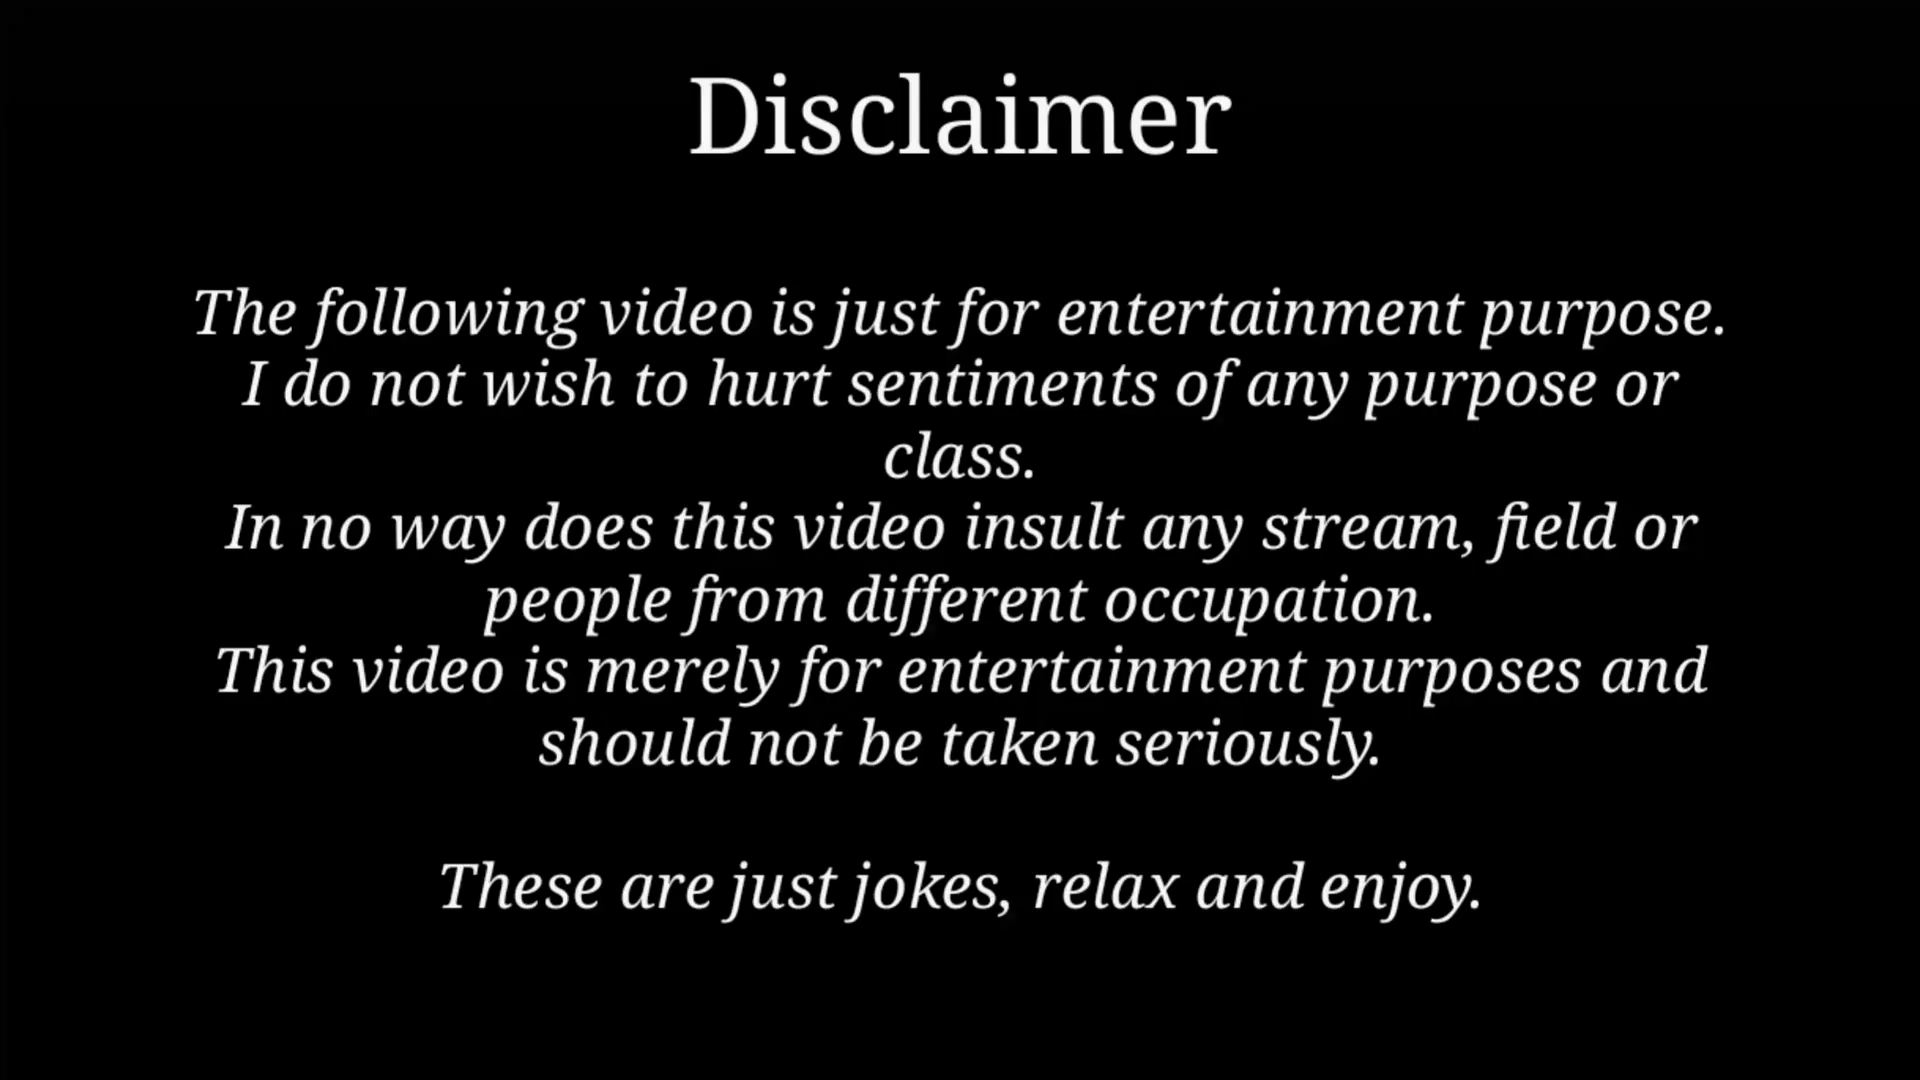 Disclaimer
The following video is just for entertainment purpose.
I do not wish to hurt sentiments of any purpose or
class.
In no way does this video insult any stream, field or
people from different occupation.
This video is merely for entertainment purposes and
should not be taken seriously.
These are just jokes, relax and enjoy.